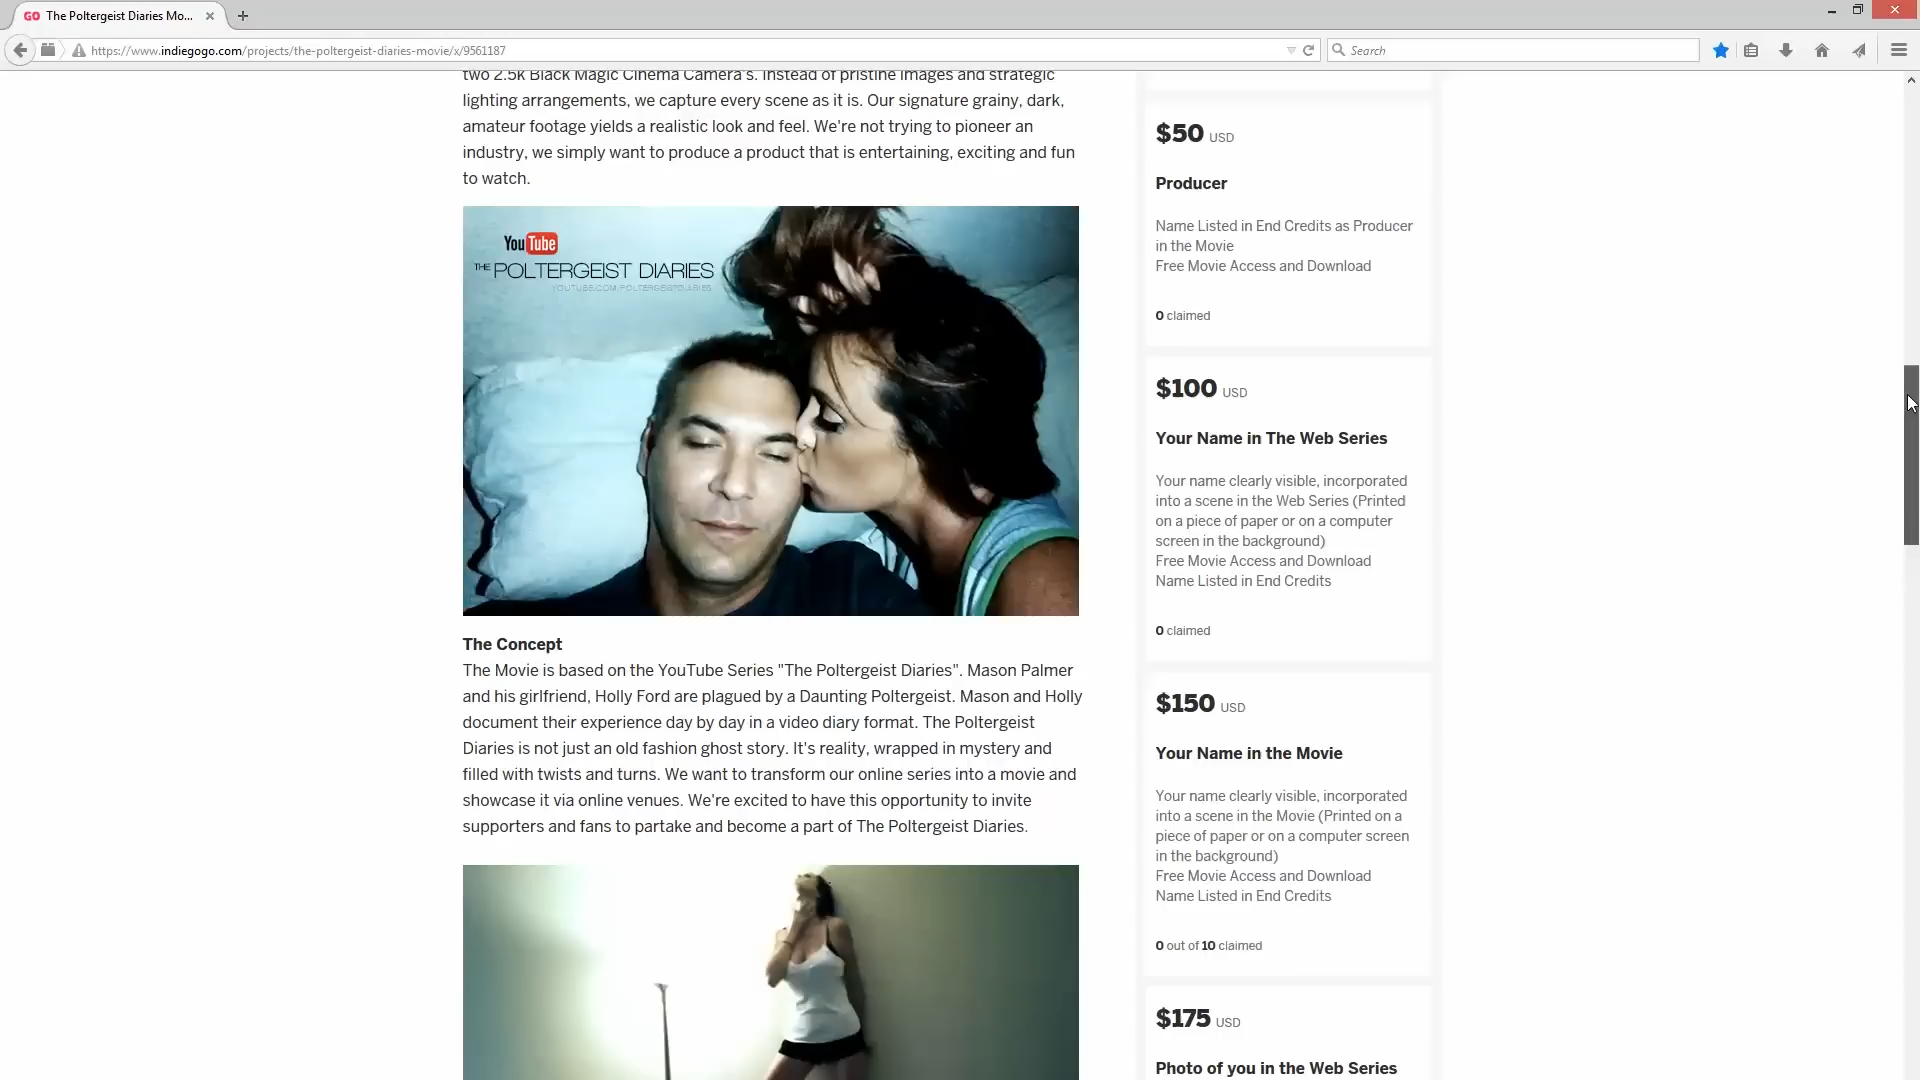 GO The Poltergeist Diaries Mo...
https://www.indiegogo.com/projects/the-poltergeist-diaries-movie/x/9561187
Search
two 2.5k Black Magic Cinema Camera's. Instead of pristine images and strategic
lighting arrangements, we capture every scene as it is. Our signature grainy, dark,
amateur footage yields a realistic look and feel. We're not trying to pioneer an
industry, we simply want to produce a product that is entertaining, exciting and fun
to watch.
YouTube
THE POLTERGEIST DIARIES
YOUTUBE.COM/POLTERGEISTDIARIES
The Concept
The Movie is based on the YouTube Series "The Poltergeist Diaries". Mason Palmer
and his girlfriend, Holly Ford are plagued by a Daunting Poltergeist. Mason and Holly
document their experience day by day in a video diary format. The Poltergeist
Diaries is not just an old fashion ghost story. It's reality, wrapped in mystery and
filled with twists and turns. We want to transform our online series into a movie and
showcase it via online venues. We're excited to have this opportunity to invite
supporters and fans to partake and become a part of The Poltergeist Diaries.
$50 USD
Producer
Name Listed in End Credits as Producer
in the Movie
Free Movie Access and Download
0 claimed
$100 USD
Your Name in The Web Series
Your name clearly visible, incorporated
into a scene in the Web Series (Printed
on a piece of paper or on a computer
screen in the background)
Free Movie Access and Download
Name Listed in End Credits
0 claimed
$150 USD
Your Name in the Movie
Your name clearly visible, incorporated
into a scene in the Movie (Printed on a
piece of paper or on a computer screen
in the background)
Free Movie Access and Download
Name Listed in End Credits
0 out of 10 claimed
$175 USD
Photo of you in the Web Series